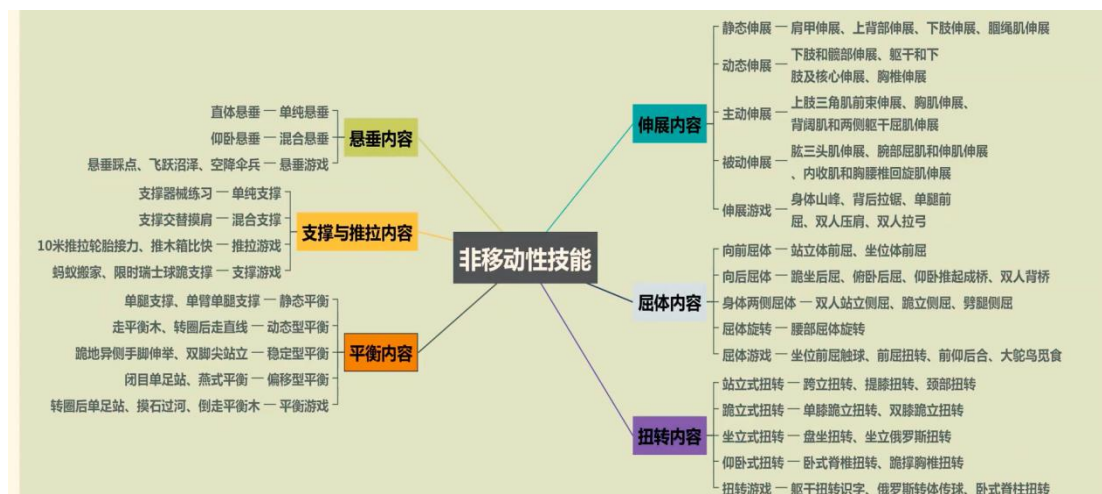 非移动性技能
悬垂内容
直体悬垂 — 单纯悬垂
仰卧悬垂 — 混合悬垂
悬垂踩点、飞跃沼泽、空降伞兵 — 悬垂游戏
支撑与推拉内容
支撑器械练习 — 单纯支撑
支撑交替摸肩 — 混合支撑
10米推拉轮胎接力、推木箱比快 — 推拉游戏
蚂蚁搬家、限时瑞士球跪支撑 — 支撑游戏
平衡内容
单腿支撑、单臂单腿支撑 — 静态平衡
走平衡木、转圈后走直线 — 动态型平衡
跪地异侧手脚伸举、双脚尖站立 — 稳定型平衡
闭目单足站、燕式平衡 — 偏移型平衡
转圈后单足站、摸石过河、倒走平衡木 — 平衡游戏
伸展内容
静态伸展 — 肩甲伸展、上背部伸展、下肢伸展、腘绳肌伸展
动态伸展 — 下肢和髋部伸展、躯干和下
肢及核心伸展、胸椎伸展
主动伸展 — 上肢三角肌前束伸展、胸肌伸展、
背阔肌和两侧躯干屈肌伸展
被动伸展 — 肱三头肌伸展、腕部屈肌和伸肌伸展
、内收肌和胸腰椎回旋肌伸展
伸展游戏 — 身体山峰、背后拉锯、单腿前
屈、双人压肩、双人拉弓
屈体内容
向前屈体 — 站立体前屈、坐位体前屈
向后屈体 — 跪坐后屈、俯卧后屈、仰卧推起成桥、双人背桥
身体两侧屈体 — 双人站立侧屈、跪立侧屈、劈腿侧屈
屈体旋转 — 腰部屈体旋转
屈体游戏 — 坐位前屈触球、前屈扭转、前仰后合、大鸵鸟觅食
扭转内容
站立式扭转 — 跨立扭转、提膝扭转、颈部扭转
跪立式扭转 — 单膝跪立扭转、双膝跪立扭转
坐立式扭转 — 盘坐扭转、坐立俄罗斯扭转
仰卧式扭转 — 卧式脊椎扭转、跪撑胸椎扭转
扭转游戏 — 躯干扭转识字、俄罗斯转体传球、卧式脊柱扭转